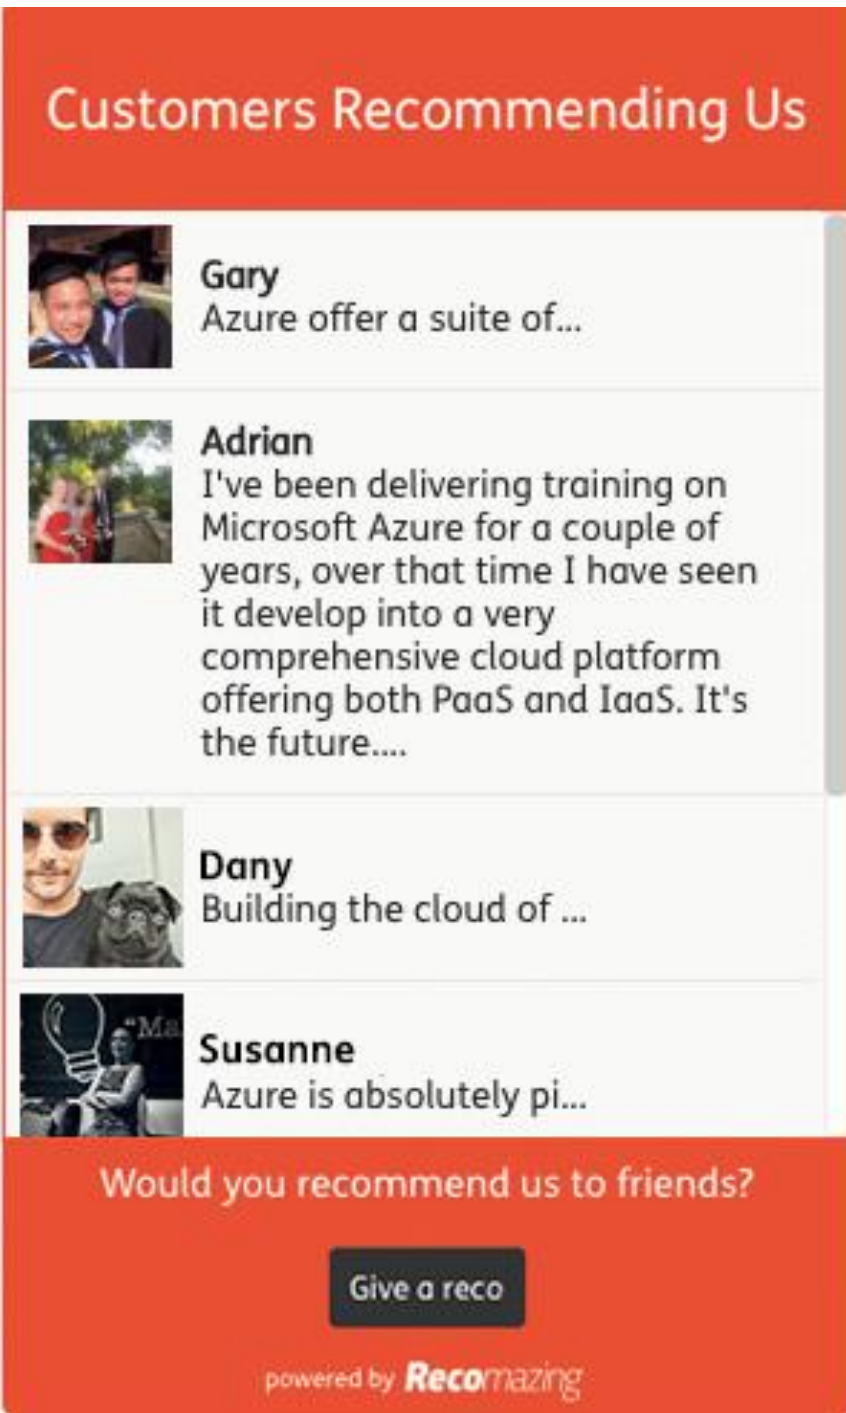 Customers Recommending Us
Gary
Azure offer a suite of...
Adrian
I've been delivering training on
Microsoft Azure for a couple of
years, over that time I have seen
it develop into a very
comprehensive cloud platform
offering both PaaS and IaaS. It's
the future....
Dany
Building the cloud of ...
"Ma
Susanne
Azure is absolutely pi...
Would you recommend us to friends?
Give a reco
powered by Recomazing